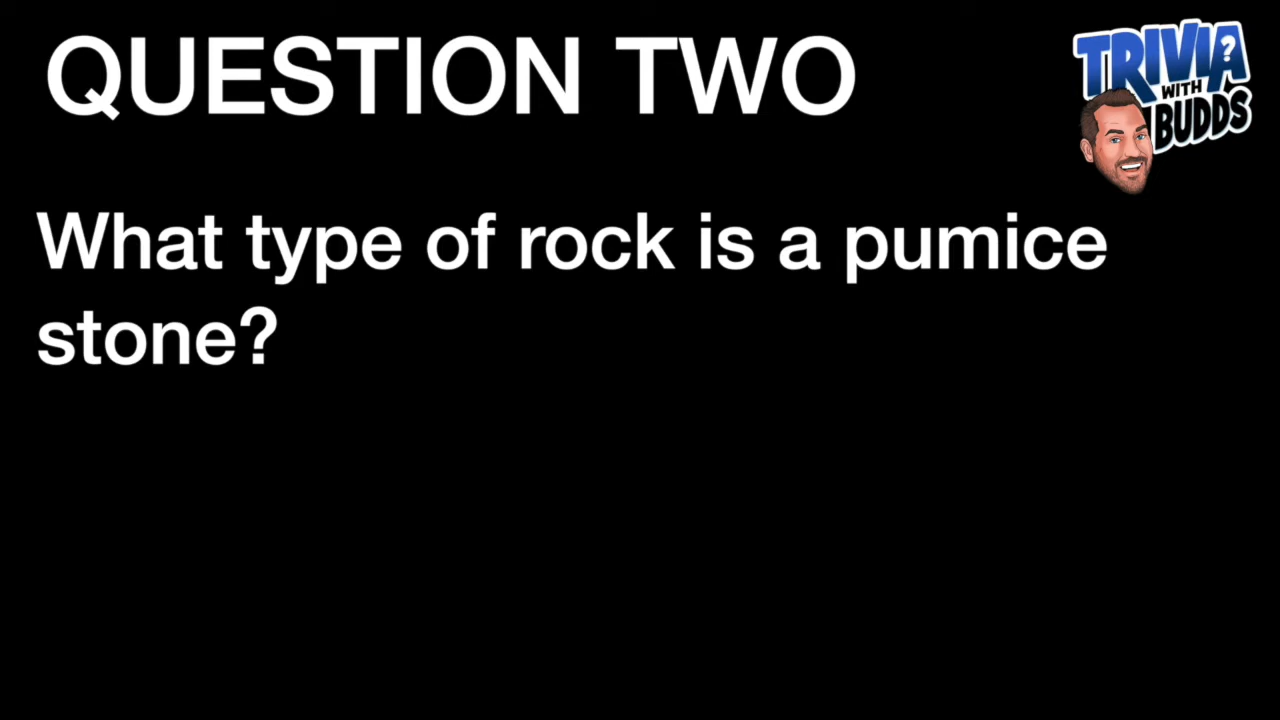 QUESTION TWO
TRIVIA?
WITH
BUDDS
What type of rock is a pumice
stone?